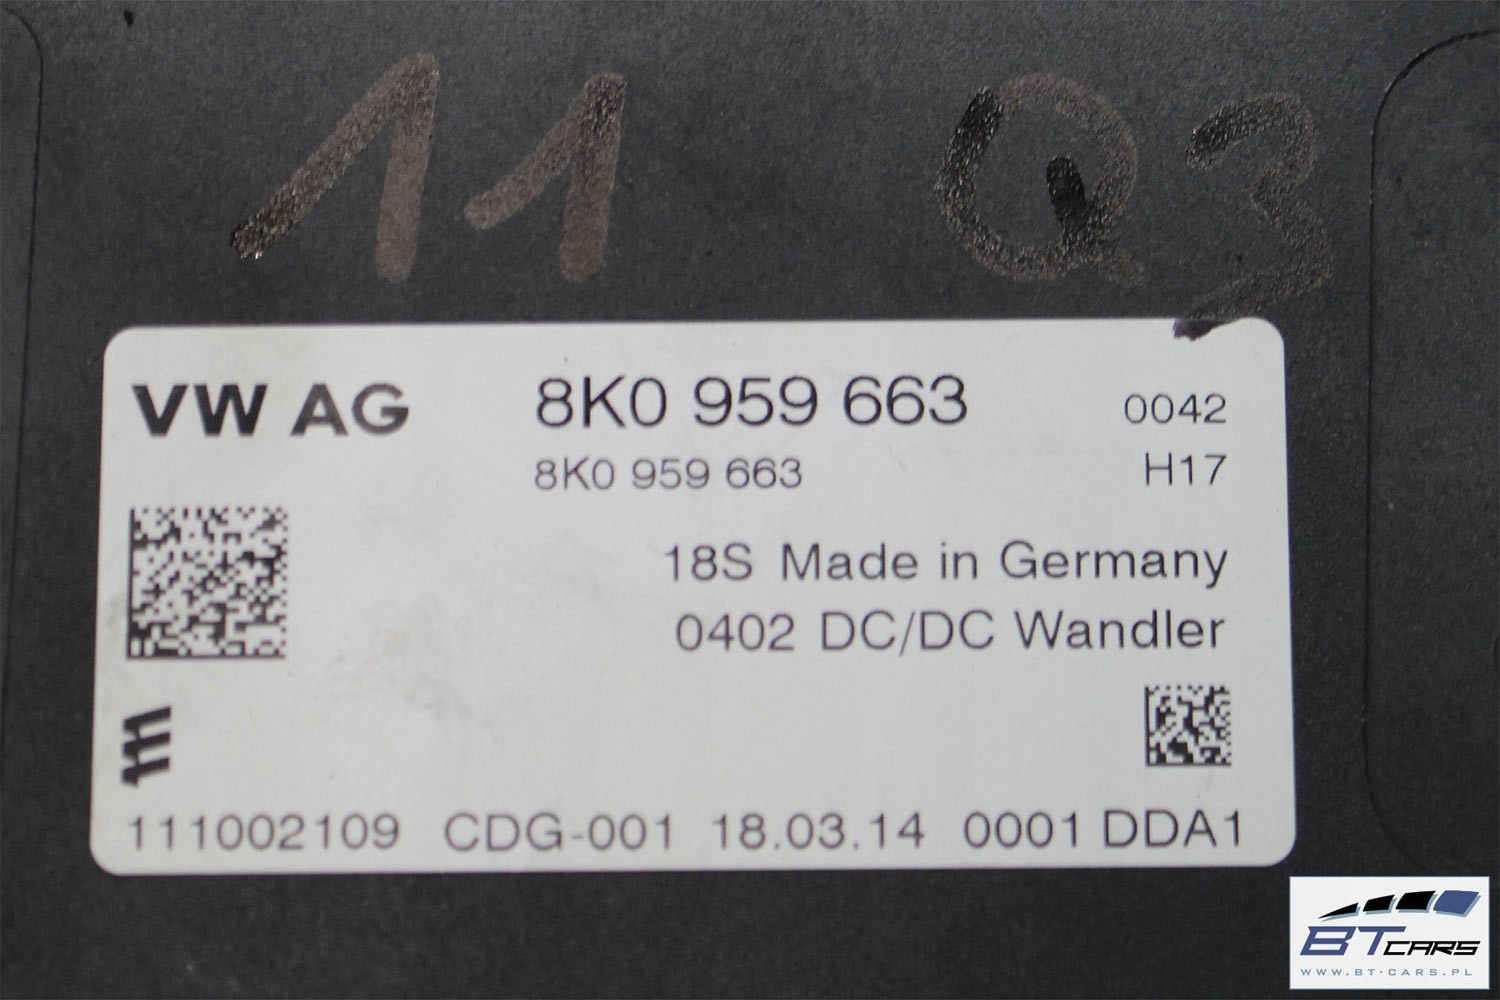 11 Q3
VW AG 8K0 959 663 0042
8K0 959 663 H17
18S Made in Germany
0402 DC/DC Wandler
111002109 CDG-001 18.03.14 0001 DDA1
BT CARS
WWW.BT-CARS.PL